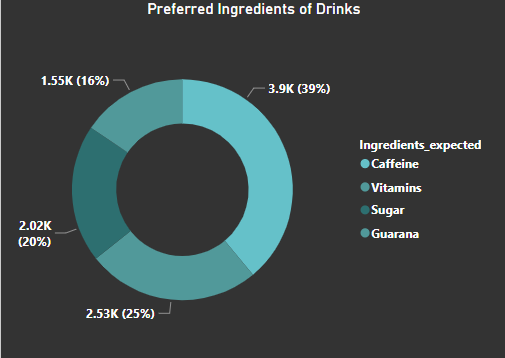 Preferred Ingredients of Drinks
1.55K (16%)
3.9K (39%)
Ingredients_expected
Caffeine
Vitamins
Sugar
Guarana
2.02K
(20%)
2.53K (25%)